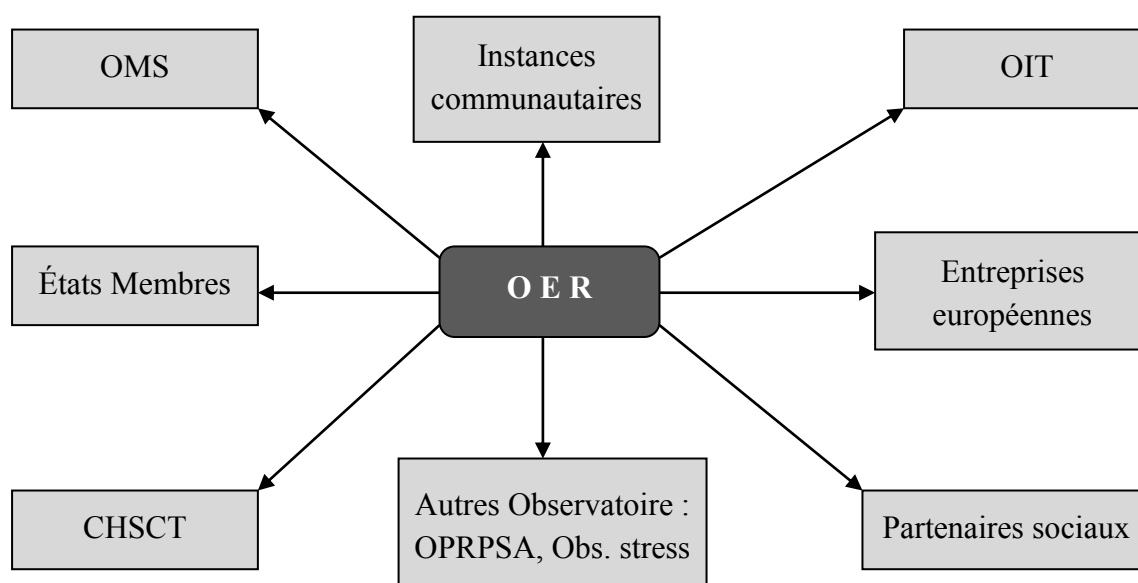 OMS
Instances
communautaires
OIT
États Membres
O E R
Entreprises
européennes
CHSCT
Autres Observatoire :
OPRPSA, Obs. stress
Partenaires sociaux